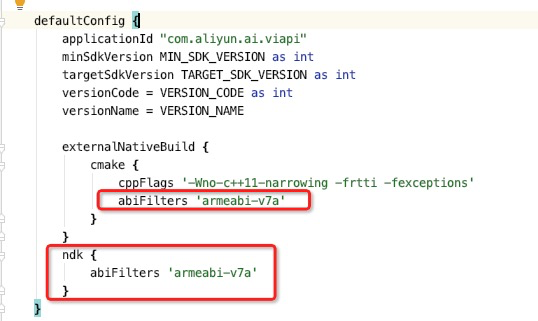 defaultConfig {
applicationId "com.aliyun.ai.viapi"
minSdkVersion MIN_SDK_VERSION as int
targetSdkVersion TARGET_SDK_VERSION as int
versionCode = VERSION_CODE as int
versionName = VERSION_NAME
externalNativeBuild {
cmake {
cppFlags '-Wno-c++11-narrowing -frtti -fexceptions'
abiFilters 'armeabi-v7a'
}
}
ndk {
abiFilters 'armeabi-v7a'
}
}